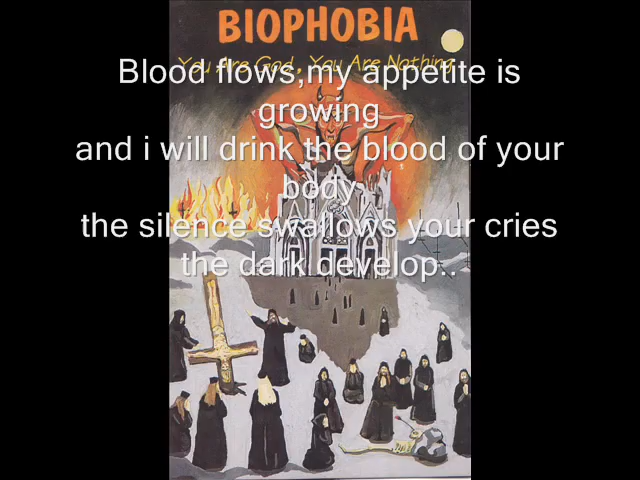 BIOPHOBIA
You Are God, You Are Nothing
Blood flows,my appetite is
growing
and i will drink the blood of your
body
the silence swallows your cries
the dark develop..